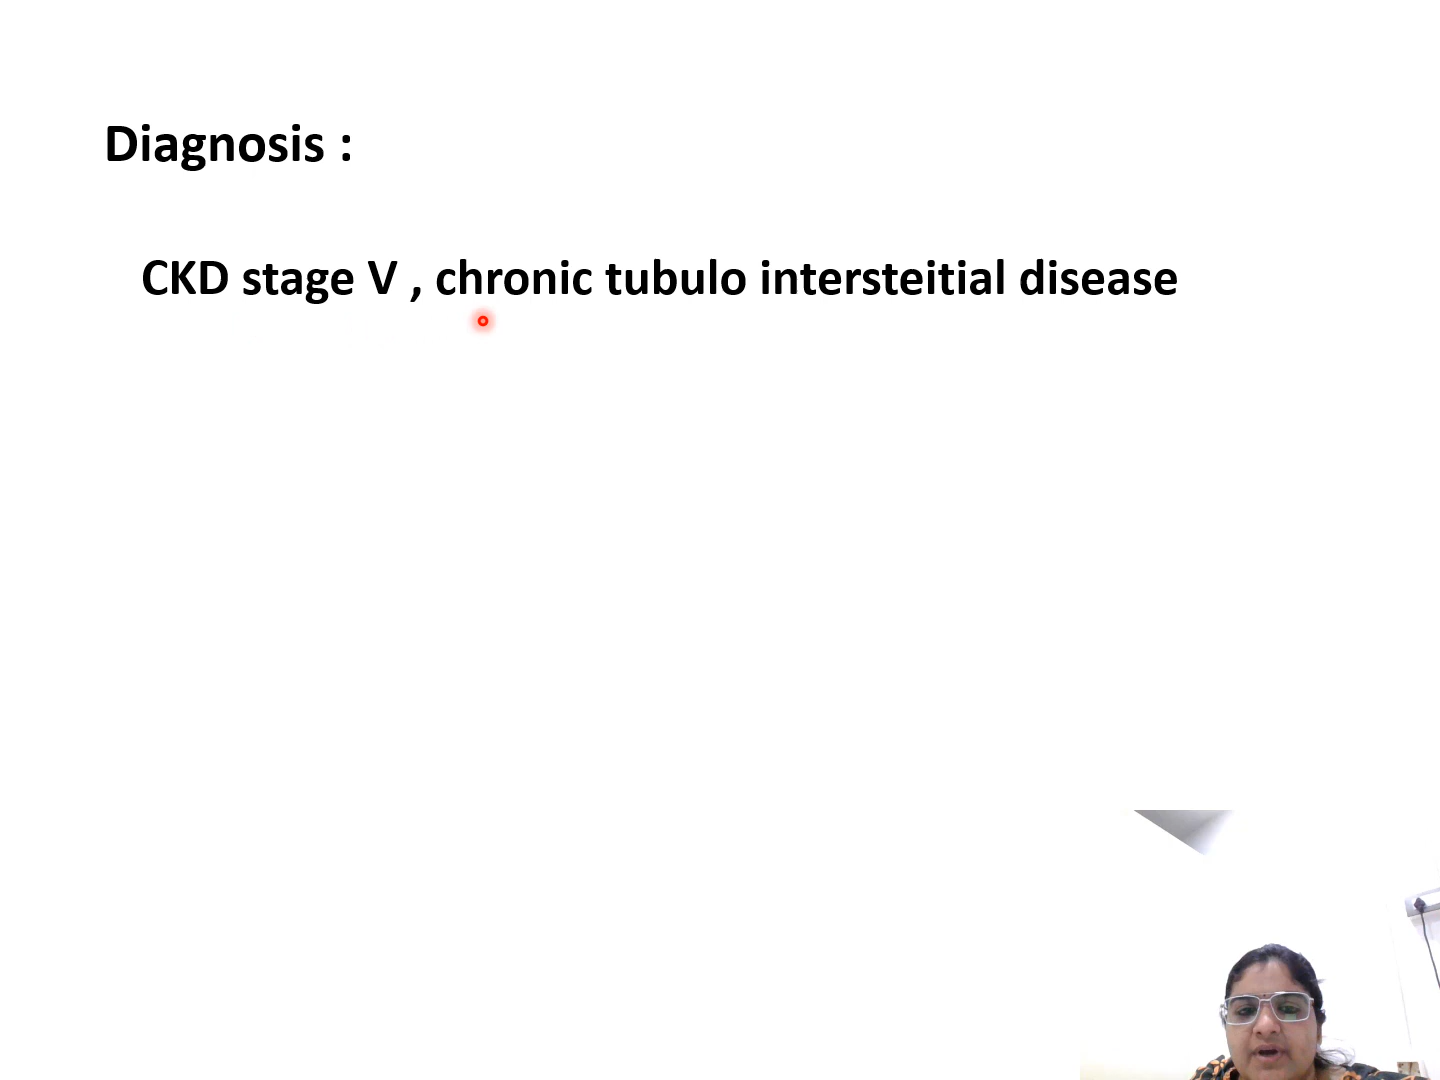 Diagnosis :
CKD stage V , chronic tubulo intersteitial disease